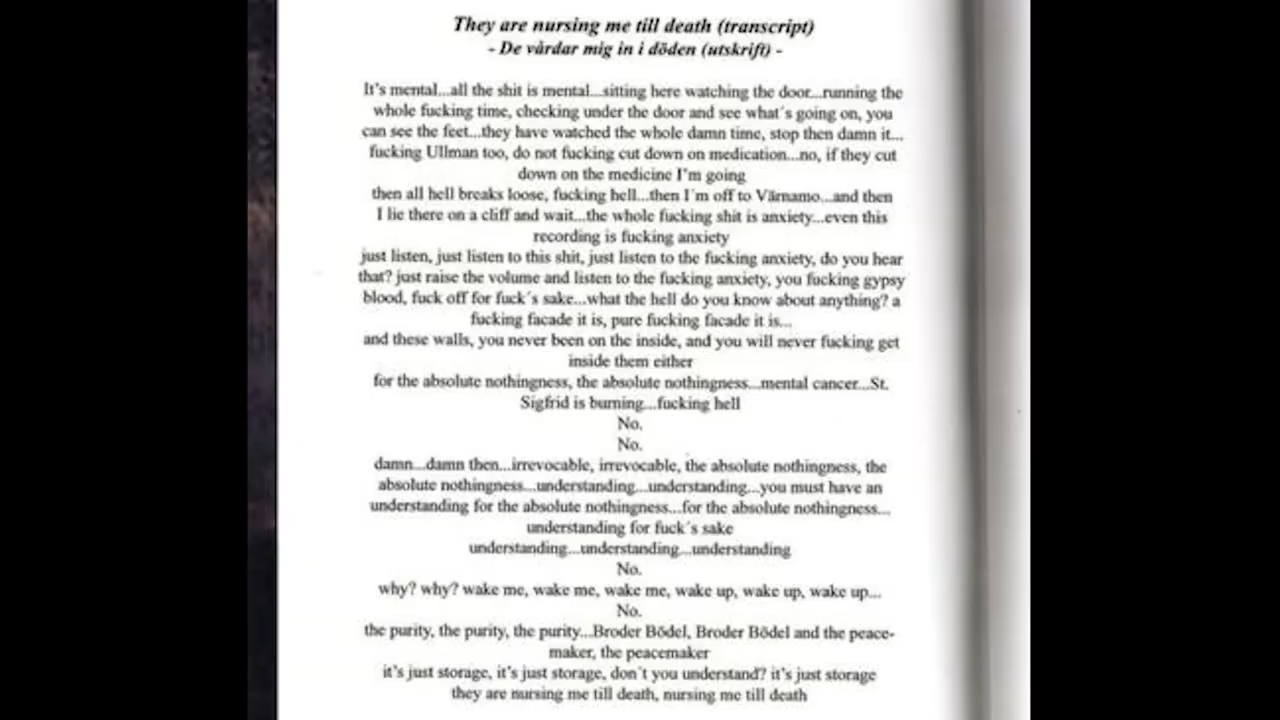 They are nursing me till death (transcript)
- De vårdar mig in i döden (utskrift) -
It's mental...all the shit is mental...sitting here watching the door...running the
whole fucking time, checking under the door and see what´s going on, you
can see the feet...they have watched the whole damn time, stop then damn it...
fucking Ullman too, do not fucking cut down on medication...no, if they cut
down on the medicine I'm going
then all hell breaks loose, fucking hell...then I´m off to Värnamo...and then
I lie there on a cliff and wait...the whole fucking shit is anxiety...even this
recording is fucking anxiety
just listen, just listen to this shit, just listen to the fucking anxiety, do you hear
that? just raise the volume and listen to the fucking anxiety, you fucking gypsy
blood, fuck off for fuck´s sake...what the hell do you know about anything? a
fucking facade it is, pure fucking facade it is...
and these walls, you never been on the inside, and you will never fucking get
inside them either
for the absolute nothingness, the absolute nothingness...mental cancer...St.
Sigfrid is burning...fucking hell
No.
No.
damn...damn then...irrevocable, irrevocable, the absolute nothingness, the
absolute nothingness...understanding...understanding...you must have an
understanding for the absolute nothingness...for the absolute nothingness...
understanding for fuck´s sake
understanding...understanding...understanding
No.
why? why? wake me, wake me, wake me, wake up, wake up, wake up...
No.
the purity, the purity, the purity...Broder Bödel, Broder Bödel and the peace-
maker, the peacemaker
it's just storage, it's just storage, don´t you understand? it's just storage
they are nursing me till death, nursing me till death